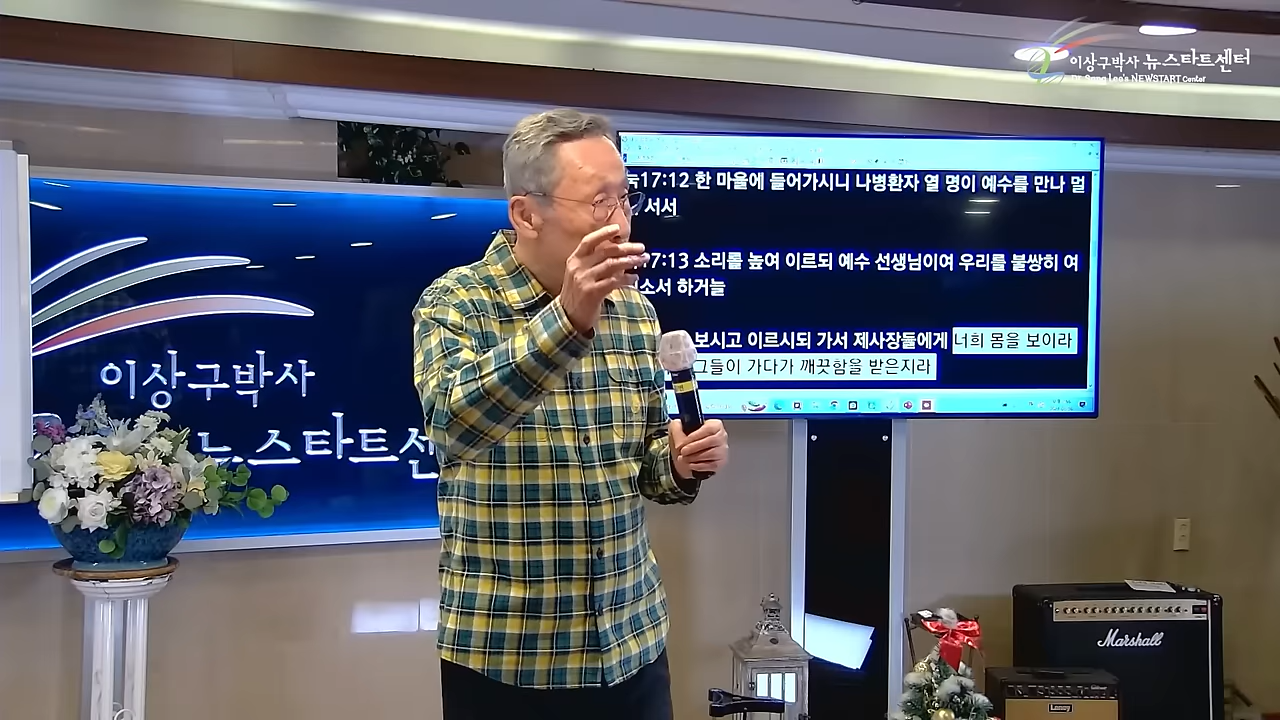 이상구박사 뉴스타트센터
Dr. Sang Lee's NEWSTART Center
눅17:12 한 마을에 들어가시니 나병환자 열 명이 예수를 만나 멀
서서
17:13 소리를 높여 이르되 예수 선생님이여 우리를 불쌍히 여
소서 하거늘
보시고 이르시되 가서 제사장들에게 너희 몸을 보이라
그들이 가다가 깨끗함을 받은지라
이상구박사
뉴스타트센
Marshall
Laney